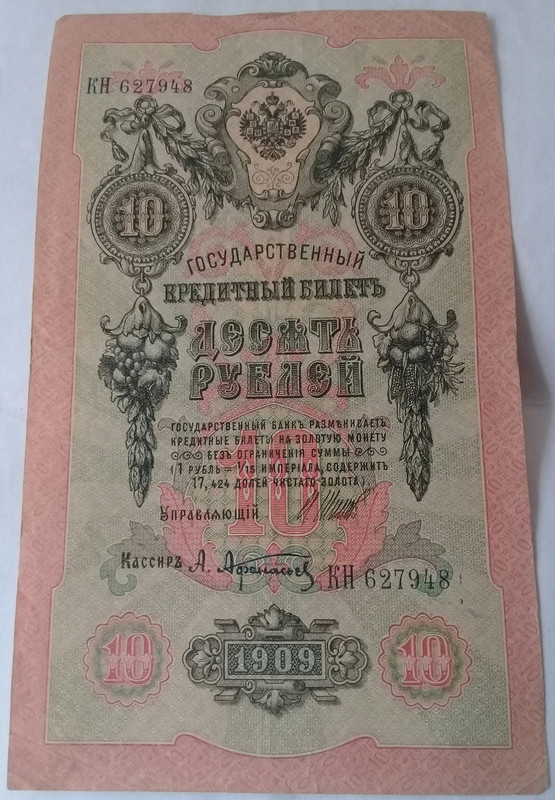 КН 627948
10 10
ГОСУДАРСТВЕННЫЙ
КРЕДИТНЫЙ БИЛЕТЪ
ДЕСЯТЬ
РУБЛЕЙ
ГОСУДАРСТВЕННЫЙ БАНКЪ РАЗМѢНИВАЕТЪ
КРЕДИТНЫЕ БИЛЕТЫ НА ЗОЛОТУЮ МОНЕТУ
БЕЗЪ ОГРАНИЧЕНІЯ СУММЫ
(1 РУБЛЬ = 1/15 ИМПЕРІАЛА, СОДЕРЖИТЪ
17,424 ДОЛЕЙ ЧИСТАГО ЗОЛОТА)
10
УПРАВЛЯЮЩІЙ
КАССИРЪ А. Афанасьев
КН 627948
10 1909 10